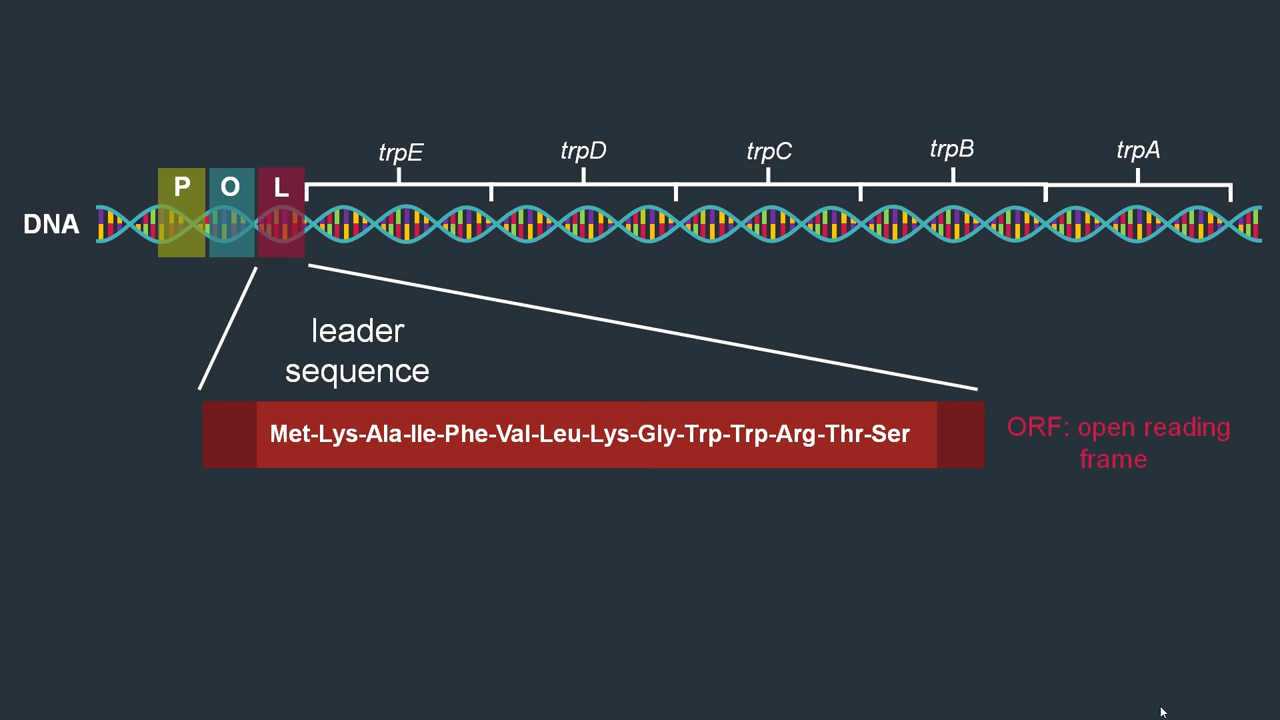 trpE trpD trpC trpB trpA
P O L
DNA
leader
sequence
Met-Lys-Ala-Ile-Phe-Val-Leu-Lys-Gly-Trp-Trp-Arg-Thr-Ser
ORF: open reading
frame